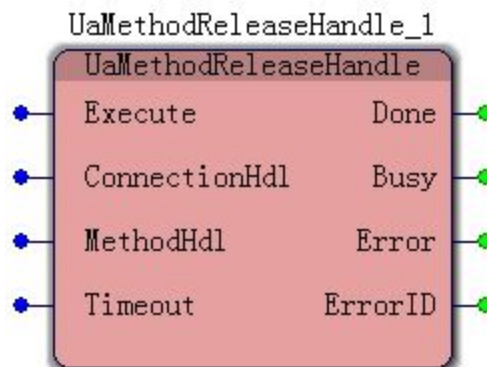 UaMethodReleaseHandle_1
UaMethodReleaseHandle
Execute Done
ConnectionHdl Busy
MethodHdl Error
Timeout ErrorID